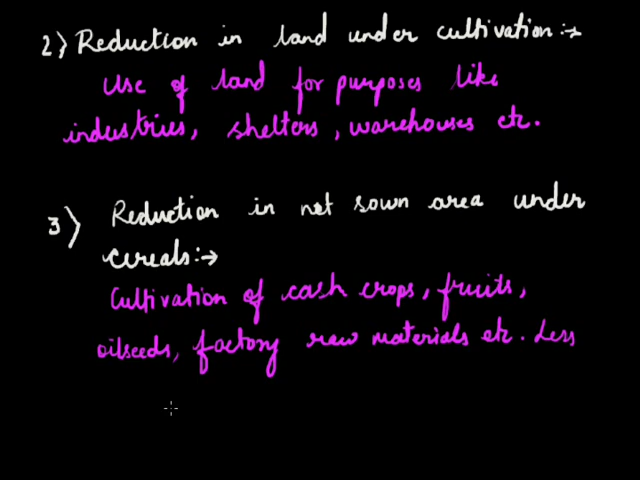 2) Reduction in land under cultivation:→
Use of land for purposes like
industries, shelters, warehouses etc.
3) Reduction in net sown area under
cereals:→
Cultivation of cash crops, fruits,
oilseeds, factory raw materials etc. Less